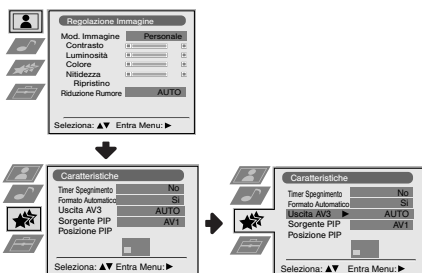 Regolazione Immagine
Mod. Immagine Personale
Contrasto
Luminosità
Colore
Nitidezza
Ripristino
Riduzione Rumore AUTO
Seleziona: ▲▼ Entra Menu: ▶
Caratteristiche
Timer Spegnimento No
Formato Automatico Si
Uscita AV3 AUTO
Sorgente PIP AV1
Posizione PIP
Seleziona: ▲▼ Entra Menu: ▶
Caratteristiche
Timer Spegnimento No
Formato Automatico Si
Uscita AV3 ▶ AUTO
Sorgente PIP AV1
Posizione PIP
Seleziona: ▲▼ Entra Menu: ▶